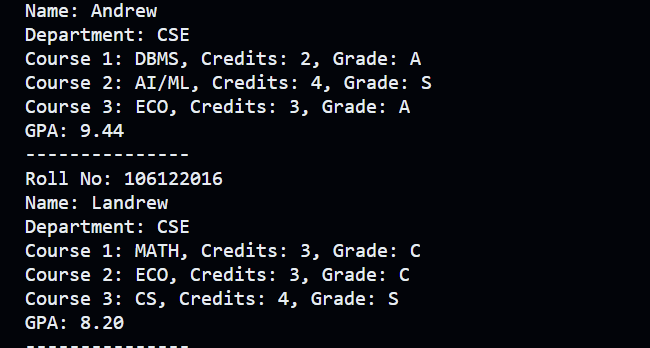 Name: Andrew
Department: CSE
Course 1: DBMS, Credits: 2, Grade: A
Course 2: AI/ML, Credits: 4, Grade: S
Course 3: ECO, Credits: 3, Grade: A
GPA: 9.44
---------------
Roll No: 106122016
Name: Landrew
Department: CSE
Course 1: MATH, Credits: 3, Grade: C
Course 2: ECO, Credits: 3, Grade: C
Course 3: CS, Credits: 4, Grade: S
GPA: 8.20
---------------